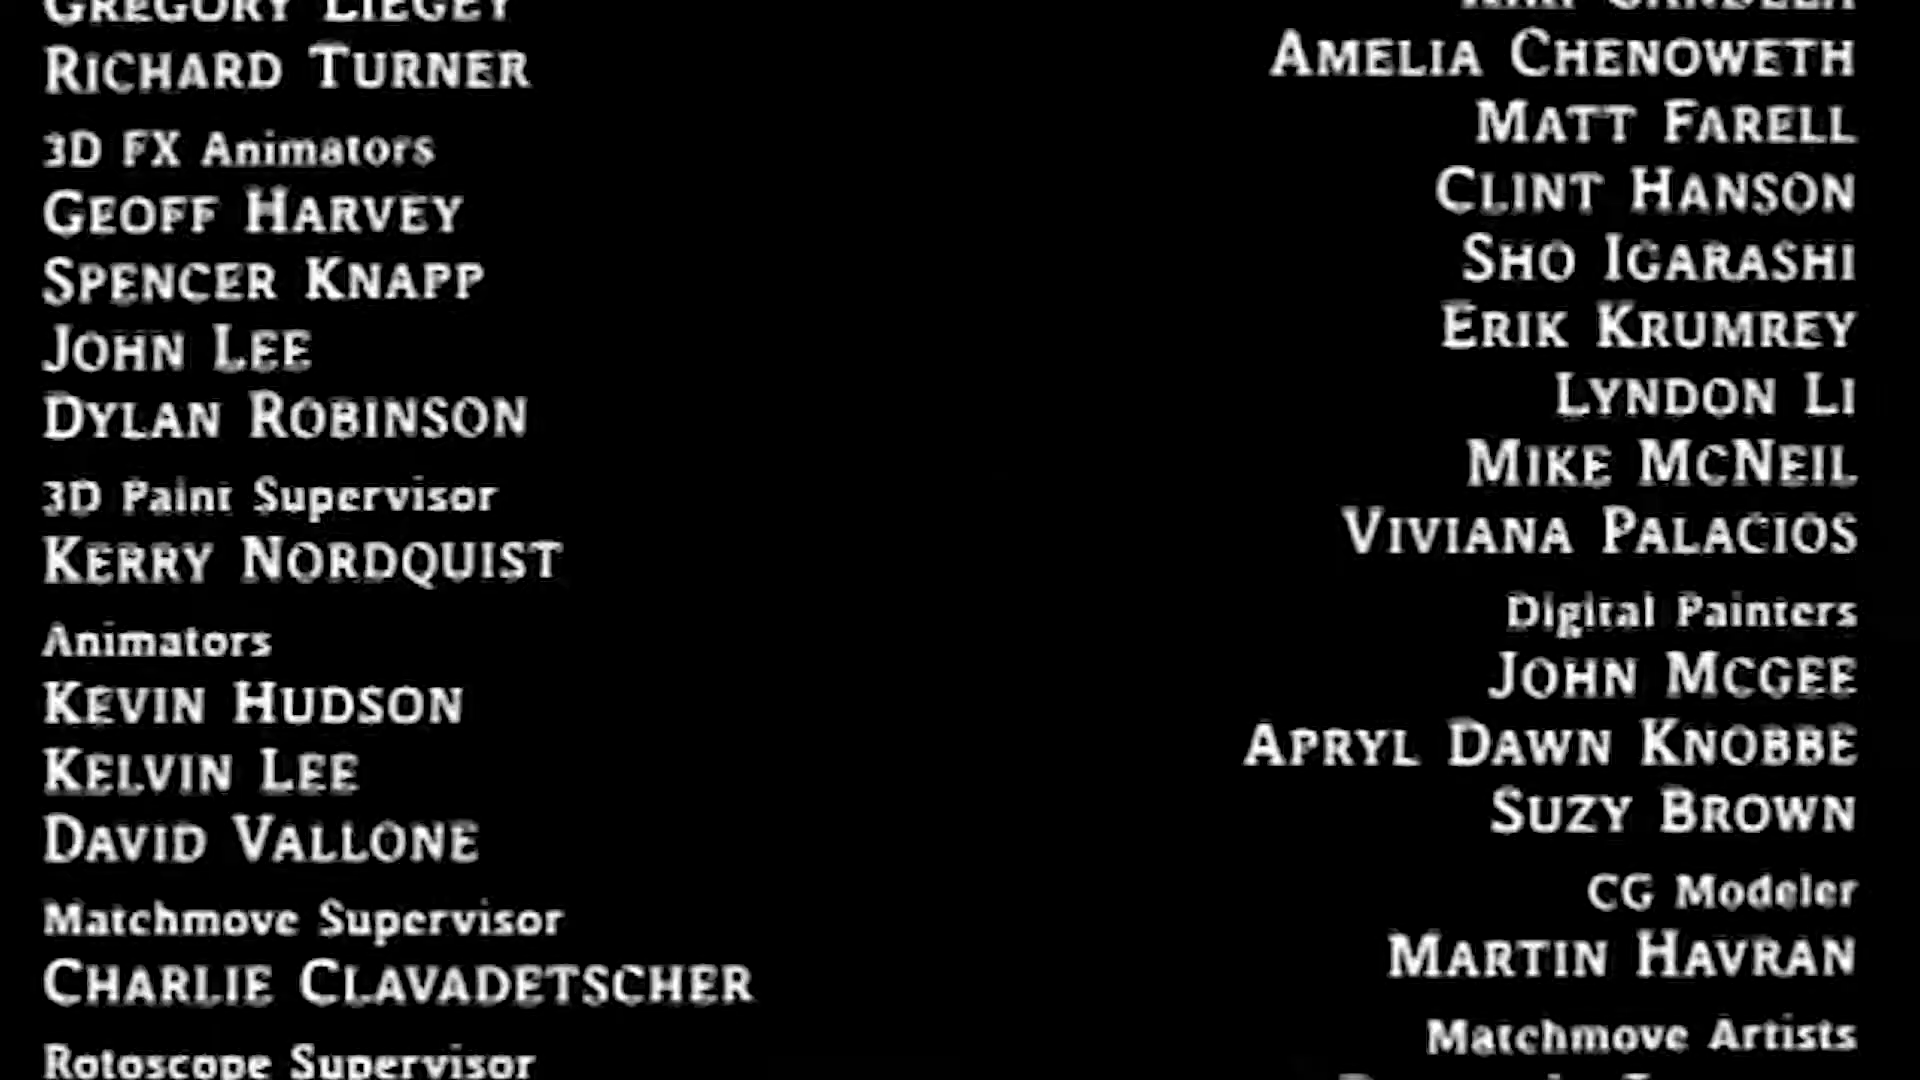 GREGORY LIEGEY
RICHARD TURNER
3D FX Animators
GEOFF HARVEY
SPENCER KNAPP
JOHN LEE
DYLAN ROBINSON
3D Paint Supervisor
KERRY NORDQUIST
Animators
KEVIN HUDSON
KELVIN LEE
DAVID VALLONE
Matchmove Supervisor
CHARLIE CLAVADETSCHER
Rotoscope Supervisor
AMELIA CHENOWETH
MATT FARELL
CLINT HANSON
SHO IGARASHI
ERIK KRUMREY
LYNDON LI
MIKE MCNEIL
VIVIANA PALACIOS
Digital Painters
JOHN MCGEE
APRYL DAWN KNOBBE
SUZY BROWN
CG Modeler
MARTIN HAVRAN
Matchmove Artists